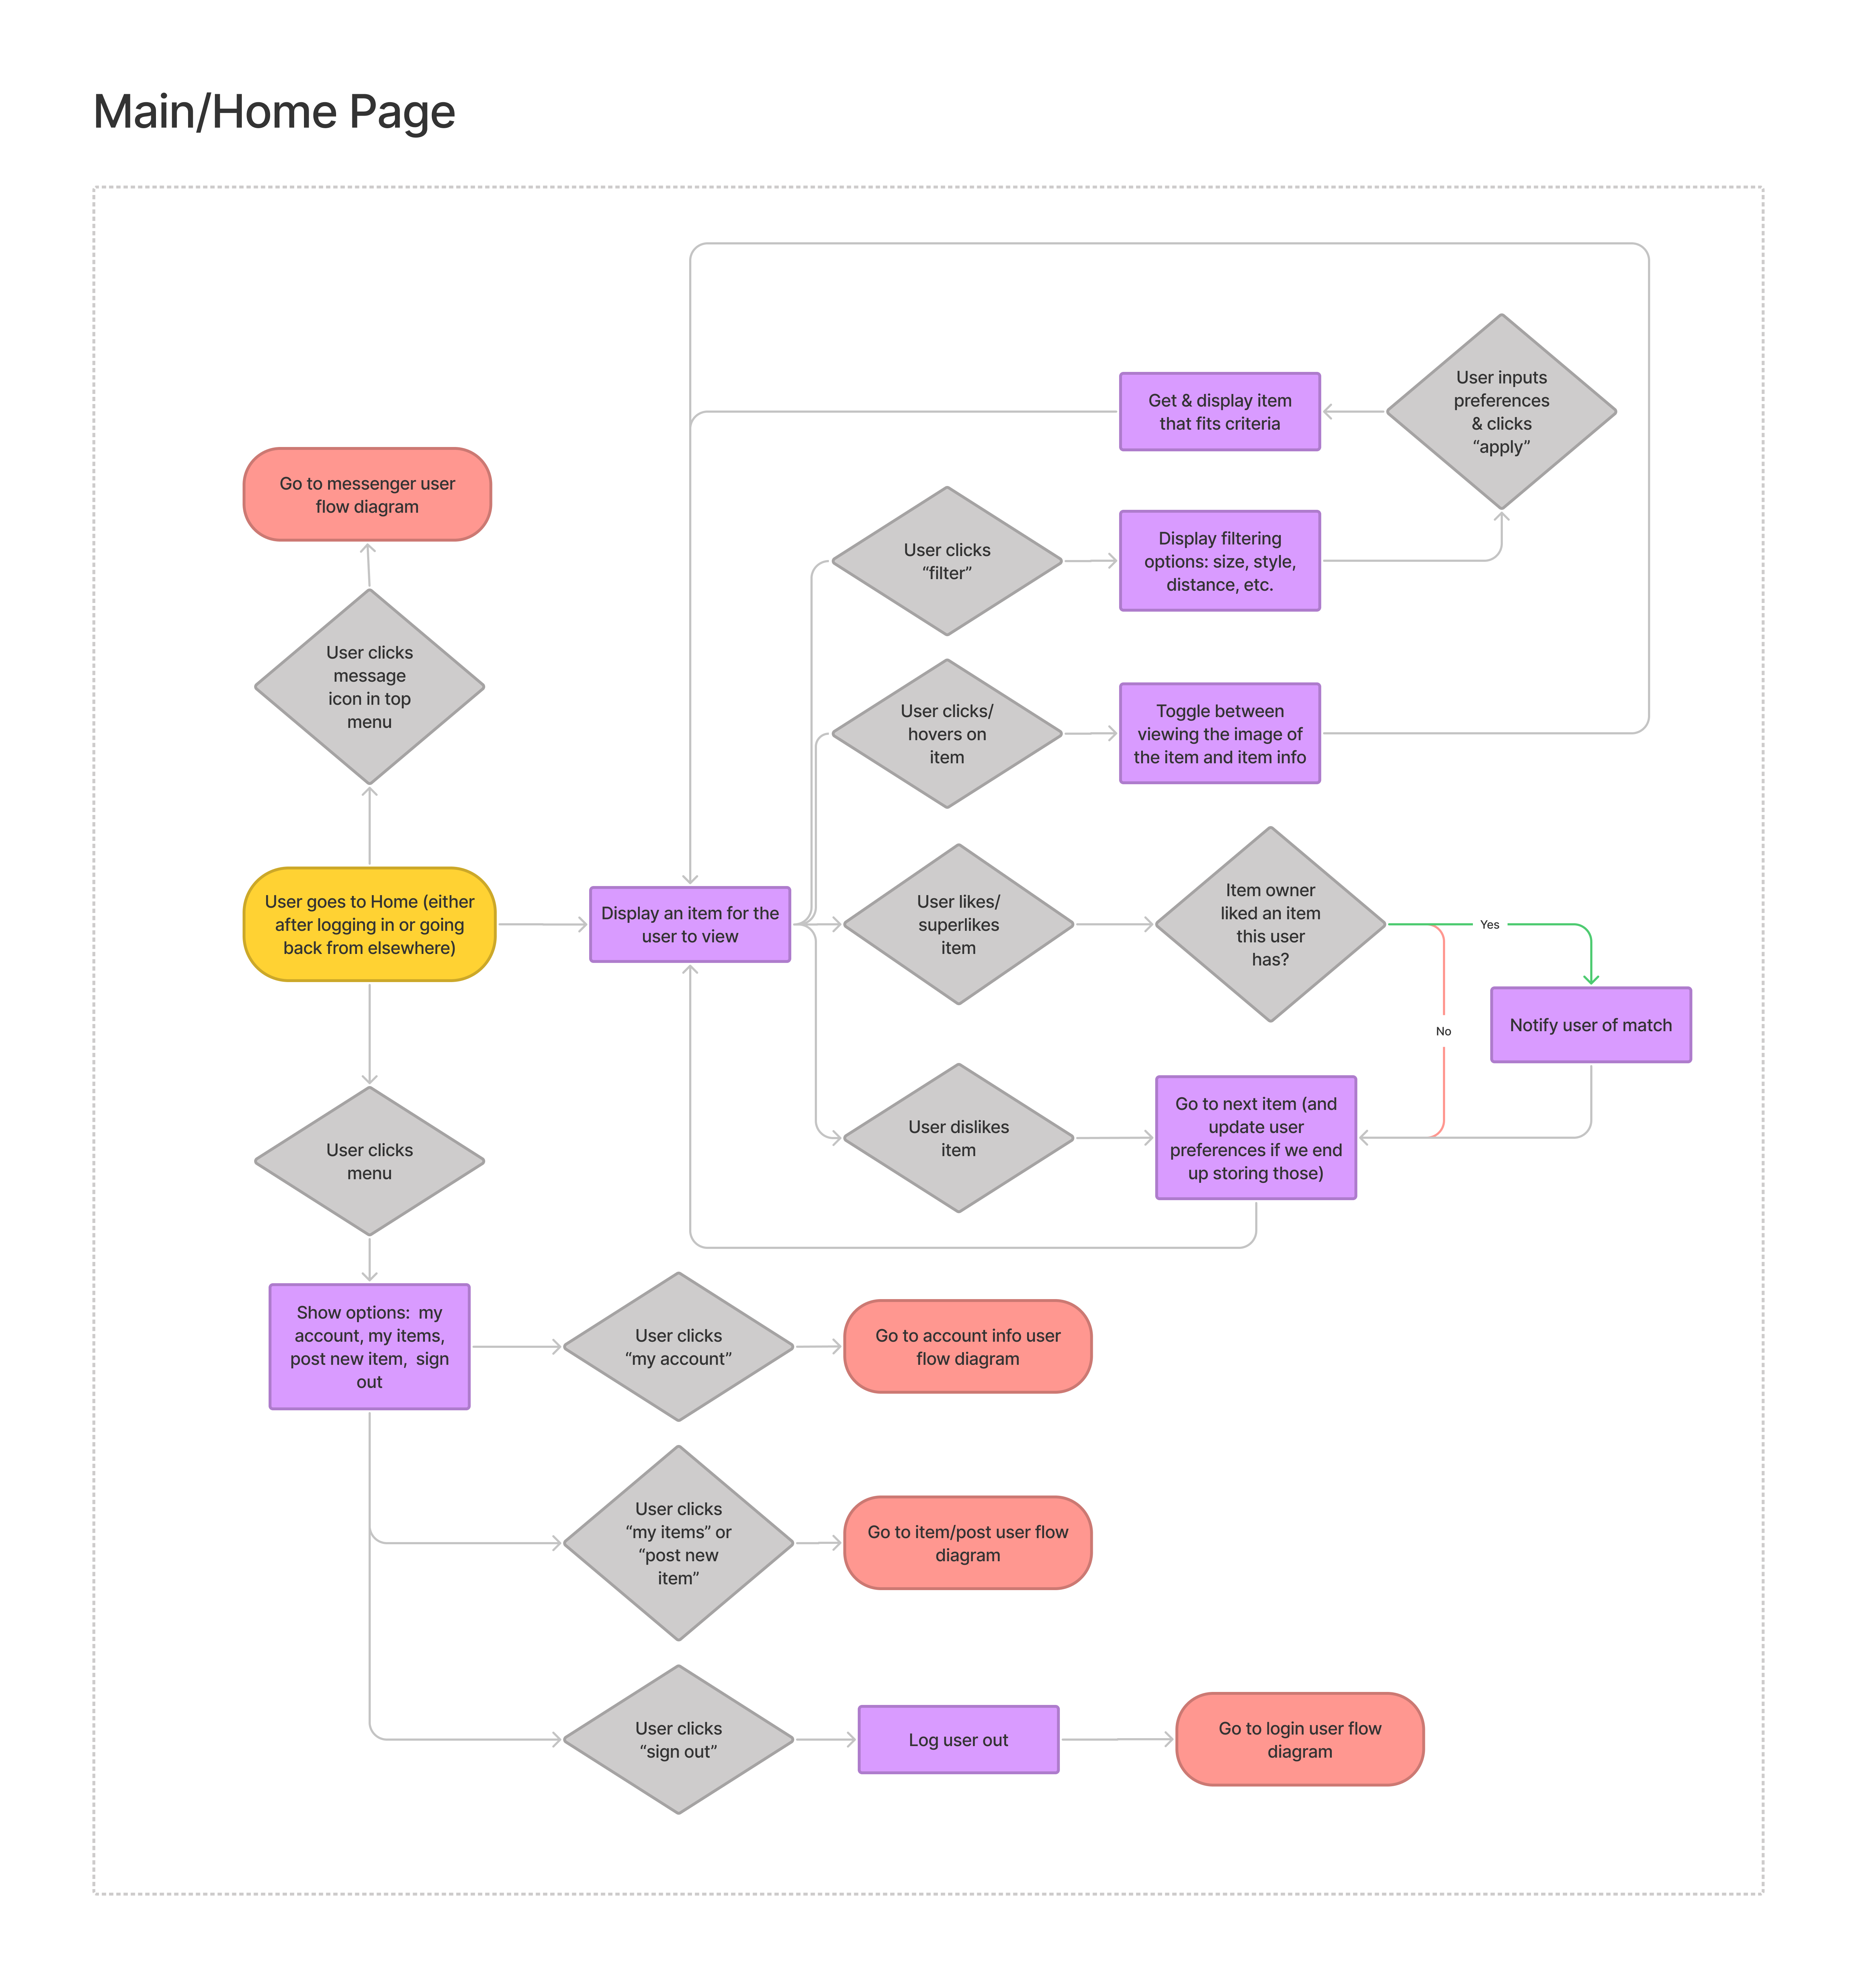 Main/Home Page
User inputs
preferences
& clicks
“apply”
Get & display item
that fits criteria
Go to messenger user
flow diagram
User clicks
“filter”
Display filtering
options: size, style,
distance, etc.
User clicks
message
icon in top
menu
User clicks/
hovers on
item
Toggle between
viewing the image of
the item and item info
User goes to Home (either
after logging in or going
back from elsewhere)
Display an item for the
user to view
User likes/
superlikes
item
Item owner
liked an item
this user
has?
Yes
No
Notify user of match
User clicks
menu
User dislikes
item
Go to next item (and
update user
preferences if we end
up storing those)
Show options:  my
account, my items,
post new item,  sign
out
User clicks
“my account”
Go to account info user
flow diagram
User clicks
“my items” or
“post new
item”
Go to item/post user flow
diagram
User clicks
“sign out”
Log user out
Go to login user flow
diagram